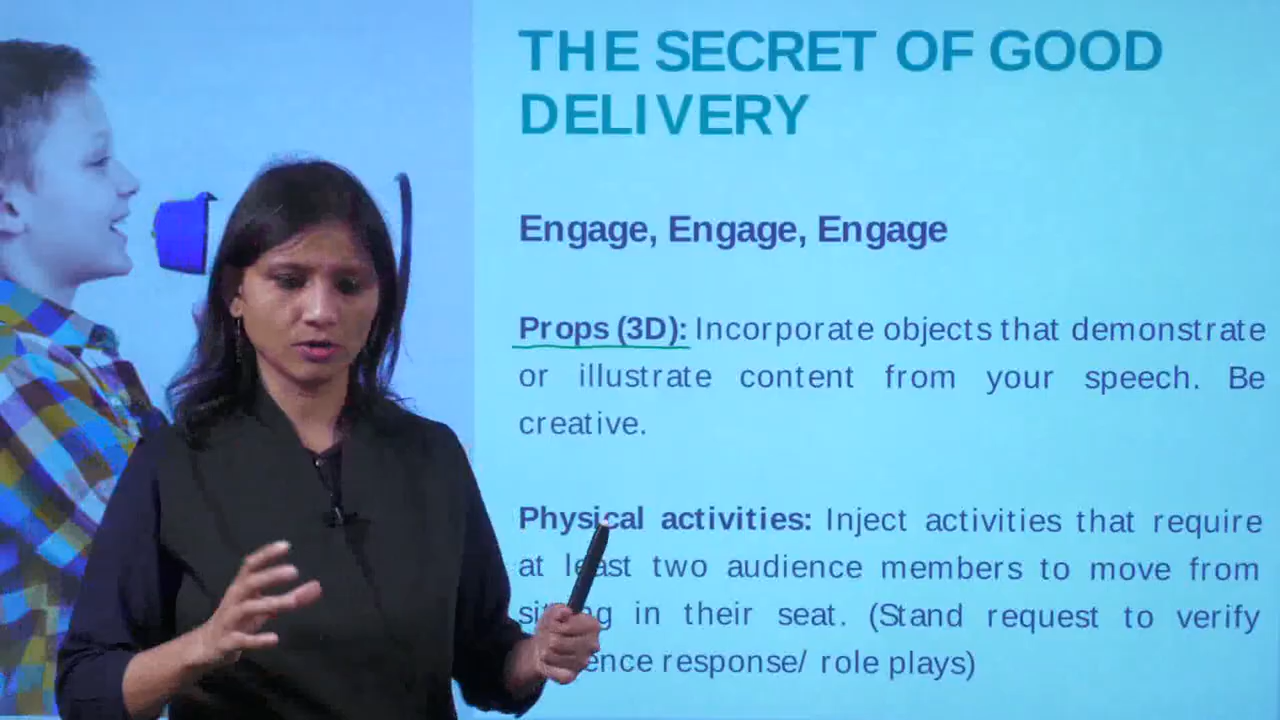 THE SECRET OF GOOD
DELIVERY
Engage, Engage, Engage
Props (3D): Incorporate objects that demonstrate
or illustrate content from your speech. Be
creative.
Physical activities: Inject activities that require
at least two audience members to move from
in their seat. (Stand request to verify
response/ role plays)